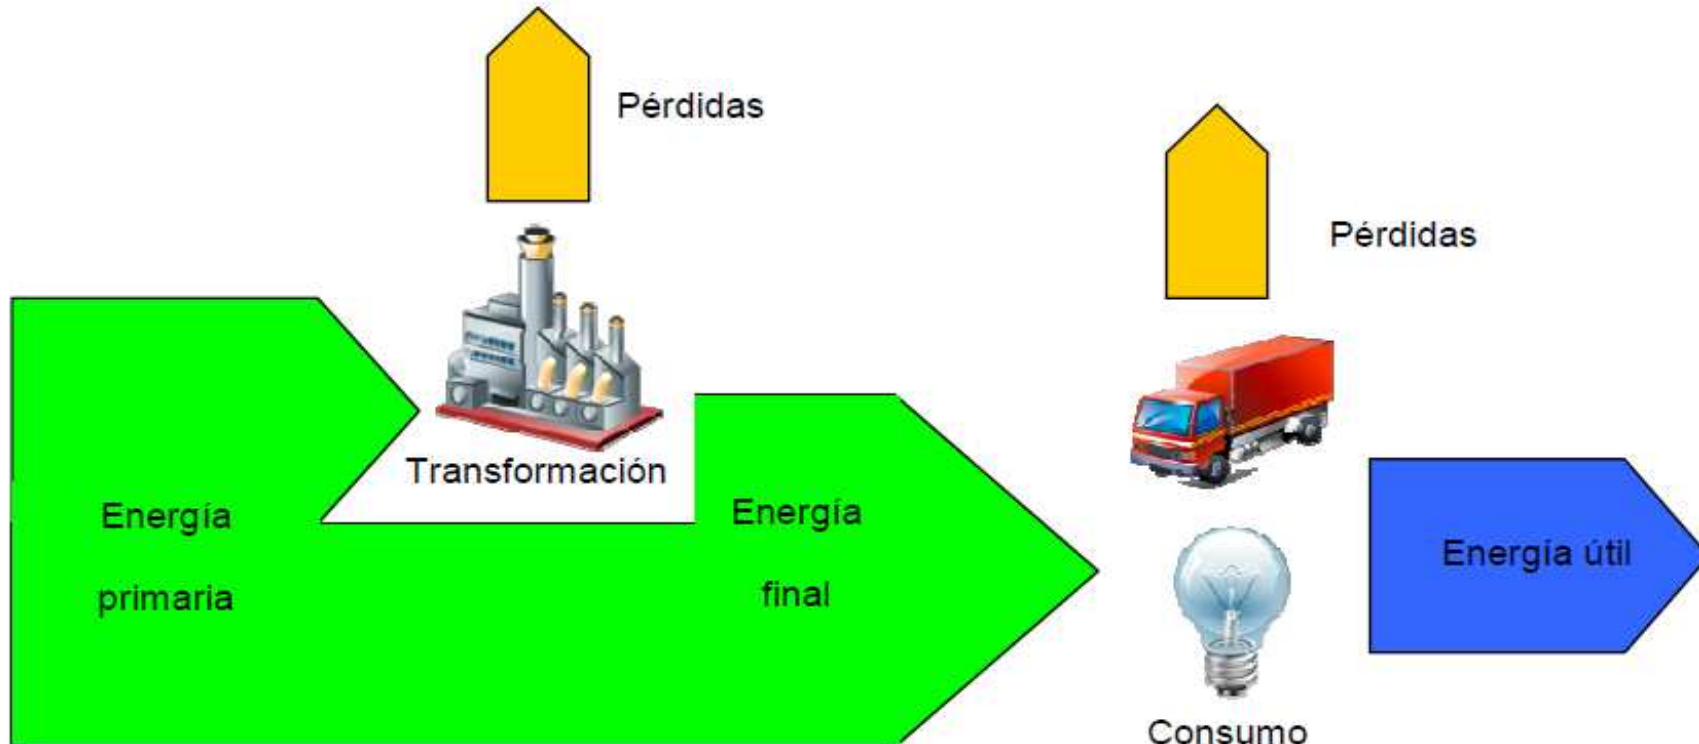 Pérdidas
Pérdidas
Transformación
Energía
primaria
Energía
final
Energía útil
Consumo